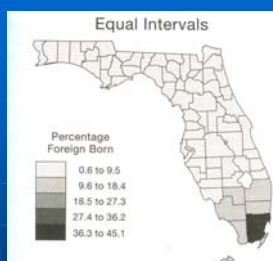 Equal Intervals
Percentage
Foreign Born
0.6 to 9.5
9.6 to 18.4
18.5 to 27.3
27.4 to 36.2
36.3 to 45.1